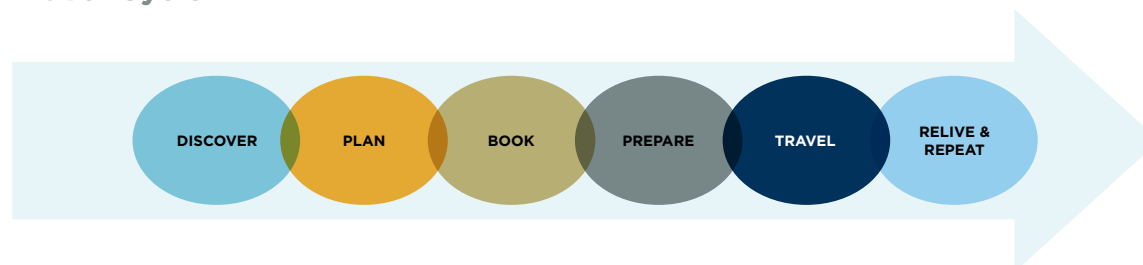 DISCOVER
PLAN
BOOK
PREPARE
TRAVEL
RELIVE &
REPEAT